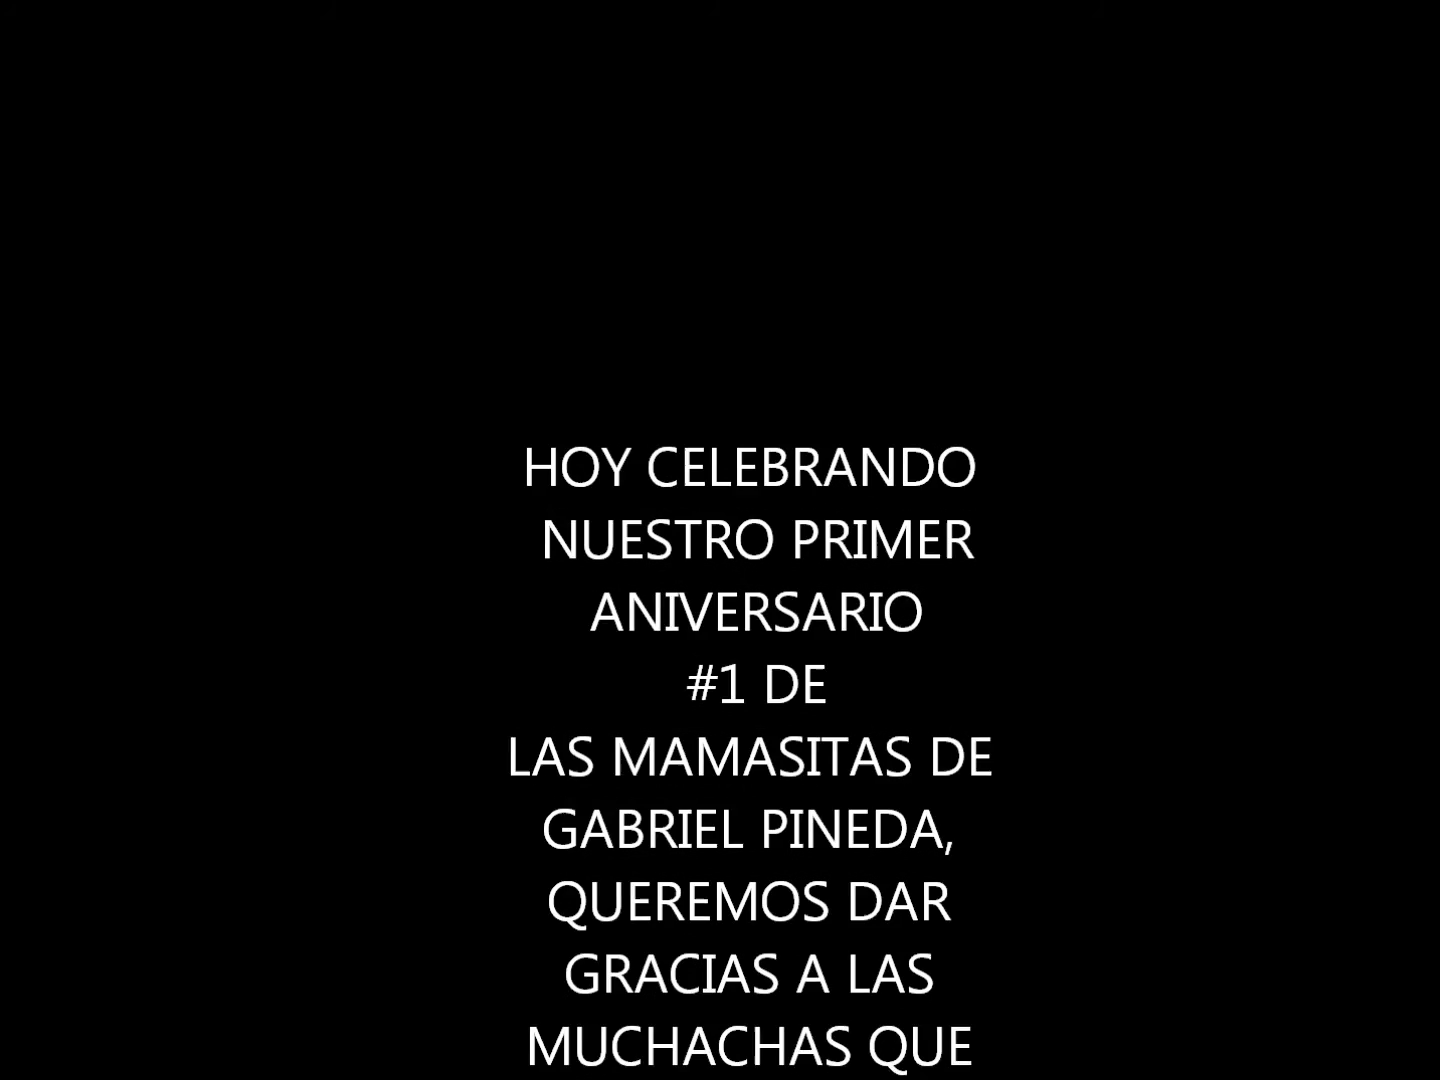 HOY CELEBRANDO
NUESTRO PRIMER
ANIVERSARIO
#1 DE
LAS MAMASITAS DE
GABRIEL PINEDA,
QUEREMOS DAR
GRACIAS A LAS
MUCHACHAS QUE